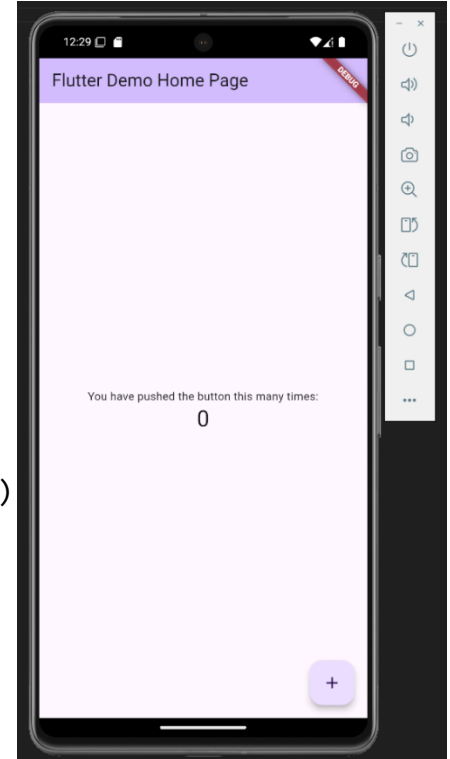 12:29
DEBUG
Flutter Demo Home Page
You have pushed the button this many times:
0
)
+